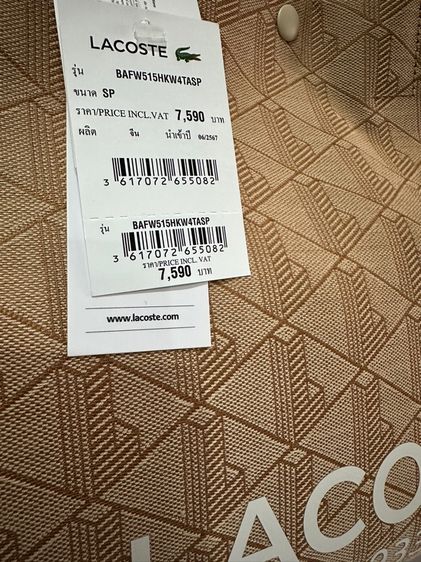 LACOSTE
รุ่น BAFW515HKW4TASP
ขนาด SP
ราคา/PRICE INCL.VAT 7,590 บาท
ผลิต จีน นำเข้าปี 06/2567
3 617072 655082
รุ่น BAFW515HKW4TASP
3 617072 655082
ราคา/PRICE INCL. VAT
7,590 บาท
www.lacoste.com
LACO
933